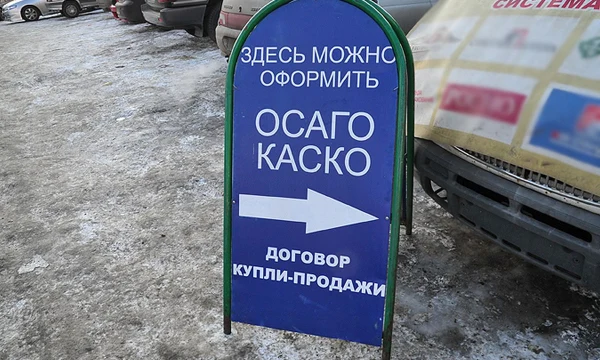 ЗДЕСЬ МОЖНО
ОФОРМИТЬ
ОСАГО
КАСКО
ДОГОВОР
КУПЛИ-ПРОДАЖИ
СИСТЕМА